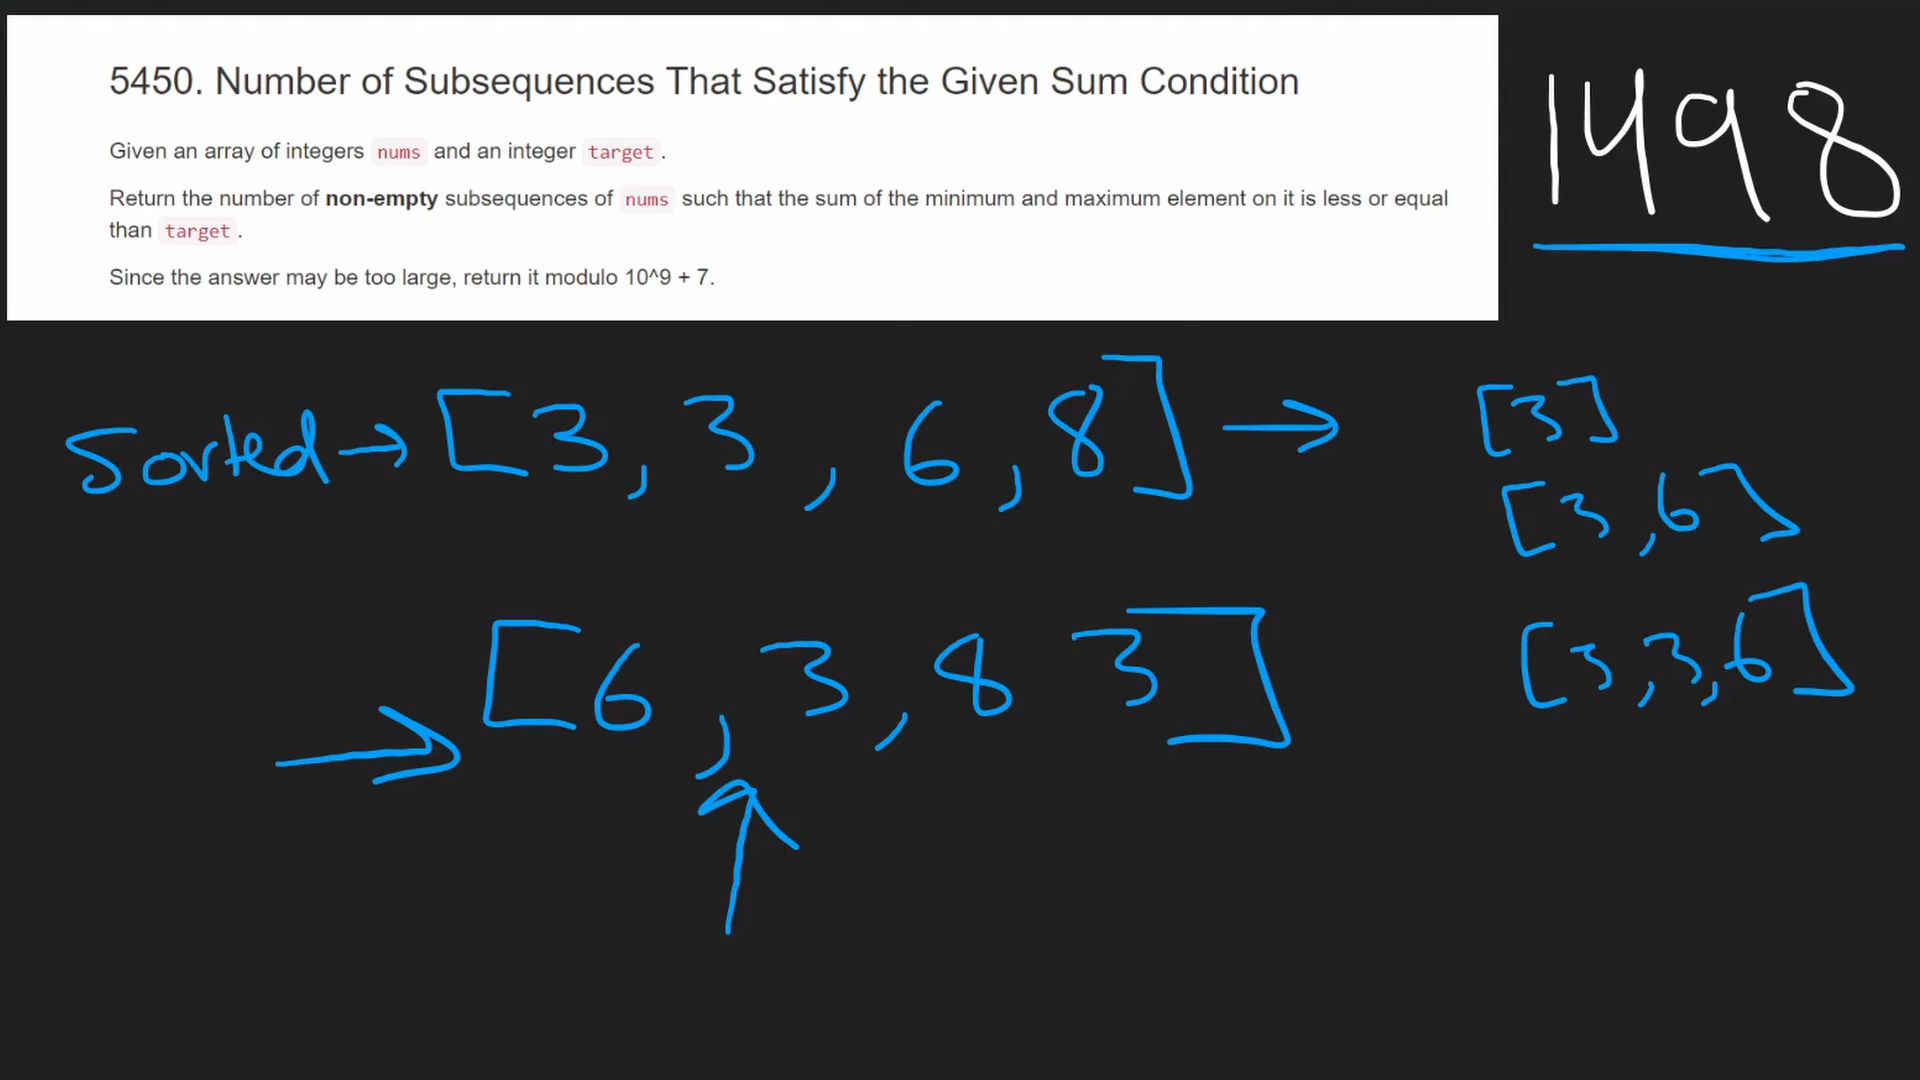 5450. Number of Subsequences That Satisfy the Given Sum Condition
1498
Given an array of integers nums and an integer target.
Return the number of non-empty subsequences of nums such that the sum of the minimum and maximum element on it is less or equal
than target.
Since the answer may be too large, return it modulo 10^9 + 7.
Sorted → [3, 3, 6, 8] → [3]
[3, 6]
[3, 3, 6]
→ [6, 3, 8 3]